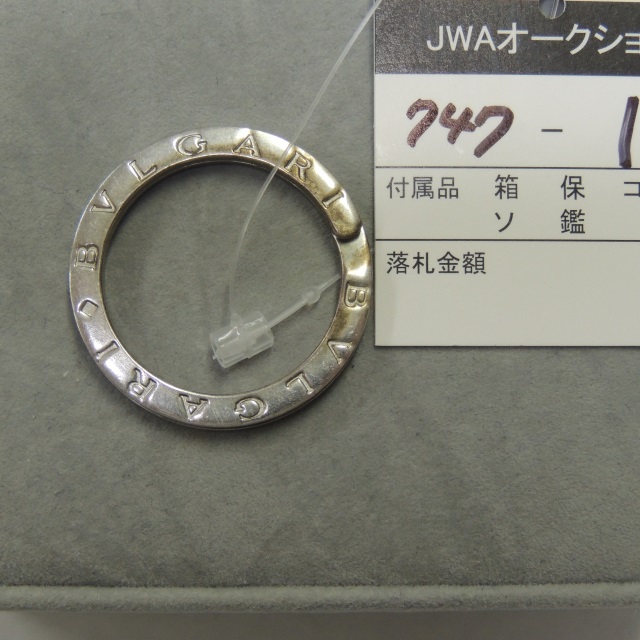 JWAオークショ
747 - 1
付属品 箱 保 コ
ソ 鑑
落札金額
BVLGARI BVLGARI